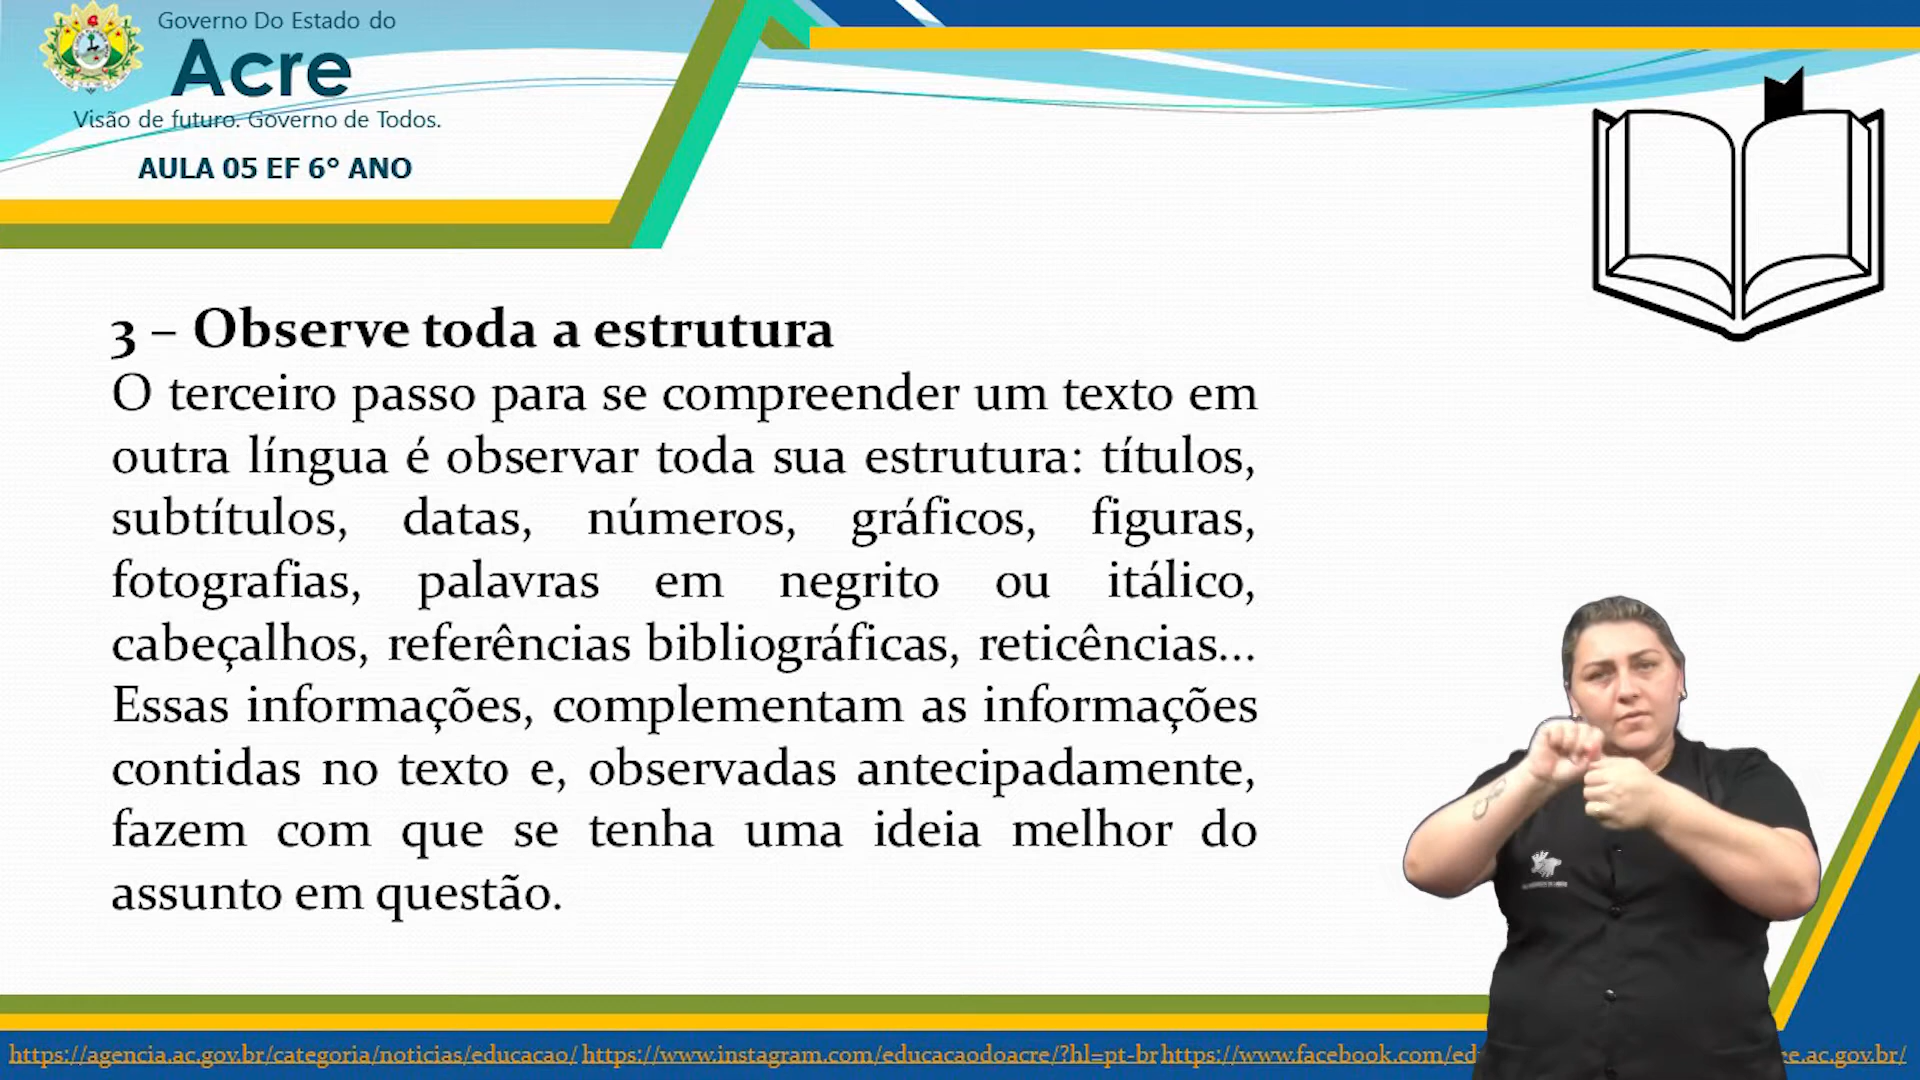 Governo Do Estado do
Acre
Visão de futuro. Governo de Todos.
AULA 05 EF 6° ANO
3 – Observe toda a estrutura
O terceiro passo para se compreender um texto em
outra língua é observar toda sua estrutura: títulos,
subtítulos, datas, números, gráficos, figuras,
fotografias, palavras em negrito ou itálico,
cabeçalhos, referências bibliográficas, reticências...
Essas informações, complementam as informações
contidas no texto e, observadas antecipadamente,
fazem com que se tenha uma ideia melhor do
assunto em questão.
https://agencia.ac.gov.br/categoria/noticias/educacao/ https://www.instagram.com/educacaodoacre/?hl=pt-br https://www.facebook.com/ed e.ac.gov.br/